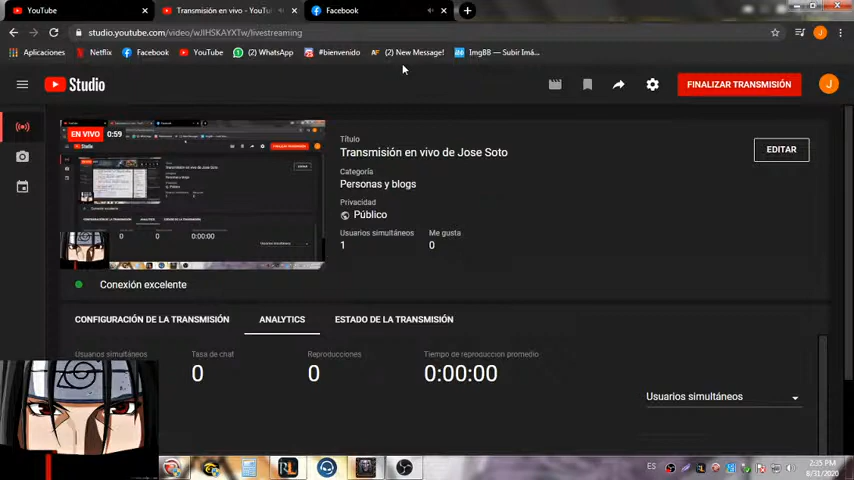 YouTube
Transmisión en vivo - YouTu
Facebook
studio.youtube.com/video/wJIHSKAYXTw/livestreaming
Aplicaciones
Netflix
Facebook
YouTube
(2) WhatsApp
#bienvenido
AF (2) New Message!
ImgBB — Subir Imá...
Studio
FINALIZAR TRANSMISIÓN
J
EN VIVO 0:59
Título
Transmisión en vivo de Jose Soto
EDITAR
Categoría
Personas y blogs
Privacidad
Público
Usuarios simultáneos
Me gusta
1
0
Conexión excelente
CONFIGURACIÓN DE LA TRANSMISIÓN
ANALYTICS
ESTADO DE LA TRANSMISIÓN
Usuarios simultáneos
Tasa de chat
Reproducciones
Tiempo de reproducción promedio
0
0
0:00:00
Usuarios simultáneos
ES
2:35 PM
8/31/2020